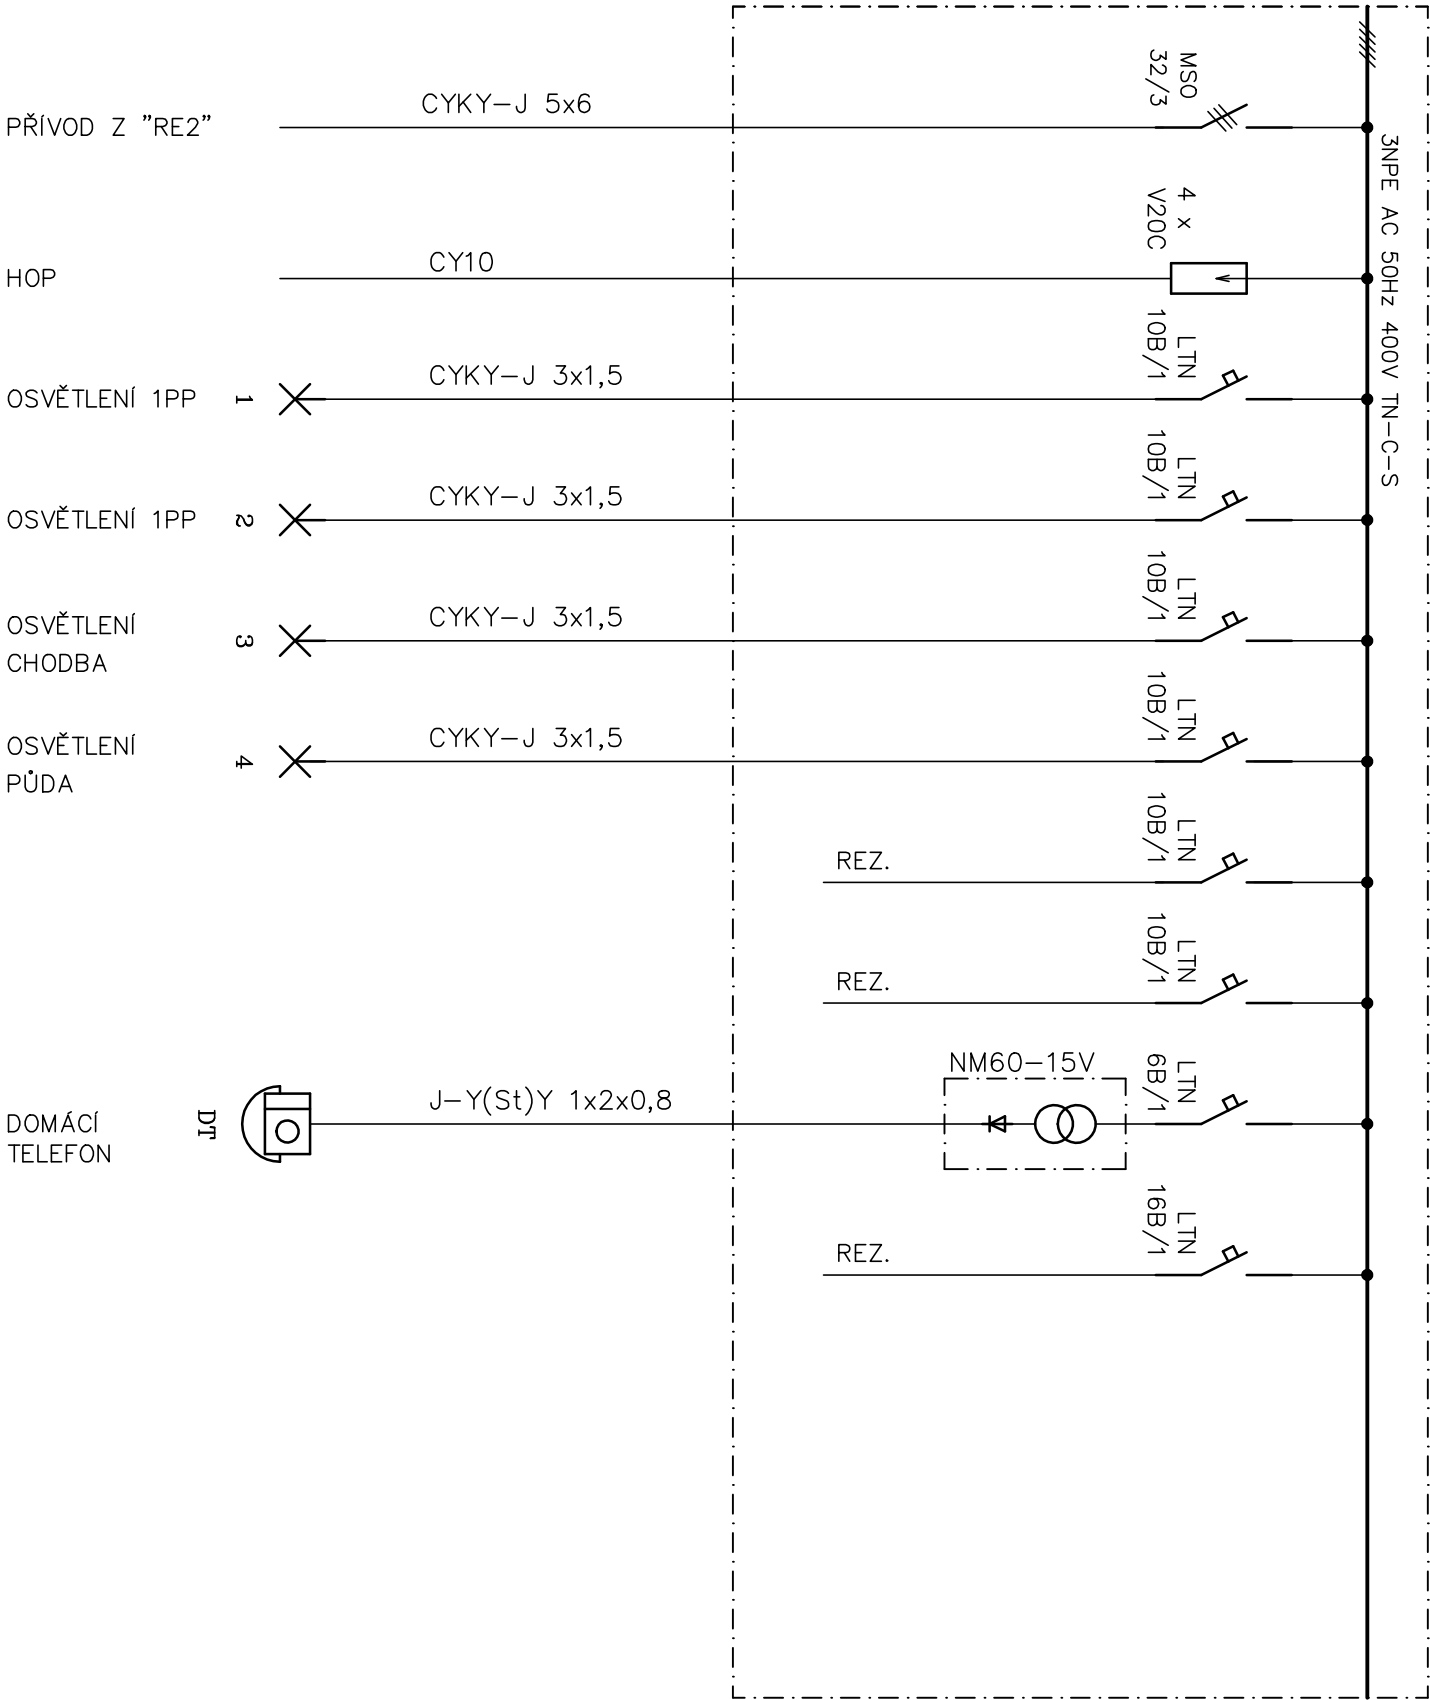 PŘÍVOD Z "RE2"
CYKY-J 5x6
MSO
32/3
3NPE AC 50Hz 400V TN-C-S
HOP
CY10
4 x
V20C
OSVĚTLENÍ 1PP
1
CYKY-J 3x1,5
LTN
10B/1
OSVĚTLENÍ 1PP
2
CYKY-J 3x1,5
LTN
10B/1
OSVĚTLENÍ
CHODBA
3
CYKY-J 3x1,5
LTN
10B/1
OSVĚTLENÍ
PŮDA
4
CYKY-J 3x1,5
LTN
10B/1
REZ.
LTN
10B/1
REZ.
LTN
10B/1
DOMÁCÍ
TELEFON
DT
J-Y(St)Y 1x2x0,8
NM60-15V
LTN
6B/1
REZ.
LTN
16B/1